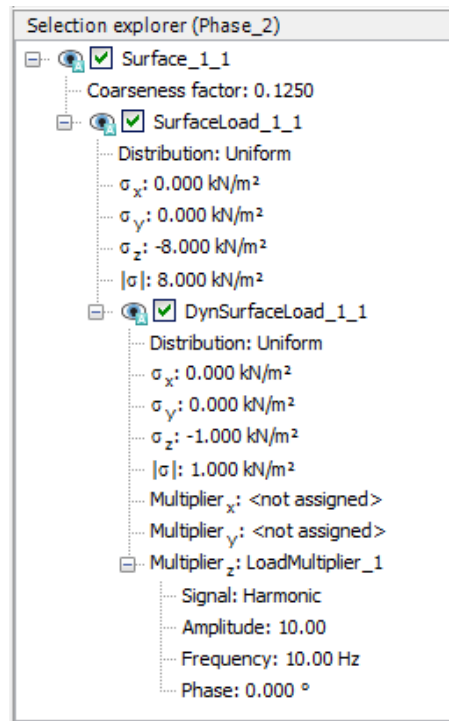 Selection explorer (Phase_2)
Surface_1_1
Coarseness factor: 0.1250
SurfaceLoad_1_1
Distribution: Uniform
σx: 0.000 kN/m²
σy: 0.000 kN/m²
σz: -8.000 kN/m²
|σ|: 8.000 kN/m²
DynSurfaceLoad_1_1
Distribution: Uniform
σx: 0.000 kN/m²
σy: 0.000 kN/m²
σz: -1.000 kN/m²
|σ|: 1.000 kN/m²
Multiplierx: <not assigned>
Multipliery: <not assigned>
Multiplierz: LoadMultiplier_1
Signal: Harmonic
Amplitude: 10.00
Frequency: 10.00 Hz
Phase: 0.000 °